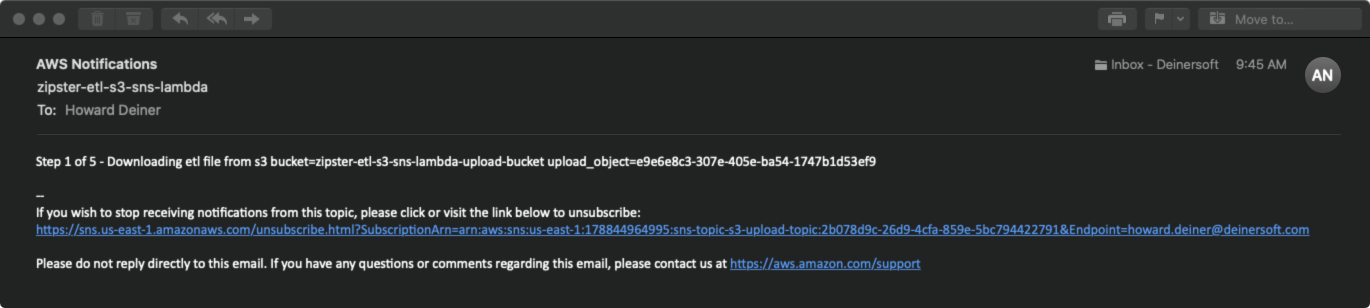 Move to...
AWS Notifications
Inbox - Deinersoft 9:45 AM
AN
zipster-etl-s3-sns-lambda
To: Howard Deiner
Step 1 of 5 - Downloading etl file from s3 bucket=zipster-etl-s3-sns-lambda-upload-bucket upload_object=e9e6e8c3-307e-405e-ba54-1747b1d53ef9
--
If you wish to stop receiving notifications from this topic, please click or visit the link below to unsubscribe:
https://sns.us-east-1.amazonaws.com/unsubscribe.html?SubscriptionArn=arn:aws:sns:us-east-1:178844964995:sns-topic-s3-upload-topic:2b078d9c-26d9-4cfa-859e-5bc794422791&Endpoint=howard.deiner@deinersoft.com
Please do not reply directly to this email. If you have any questions or comments regarding this email, please contact us at https://aws.amazon.com/support